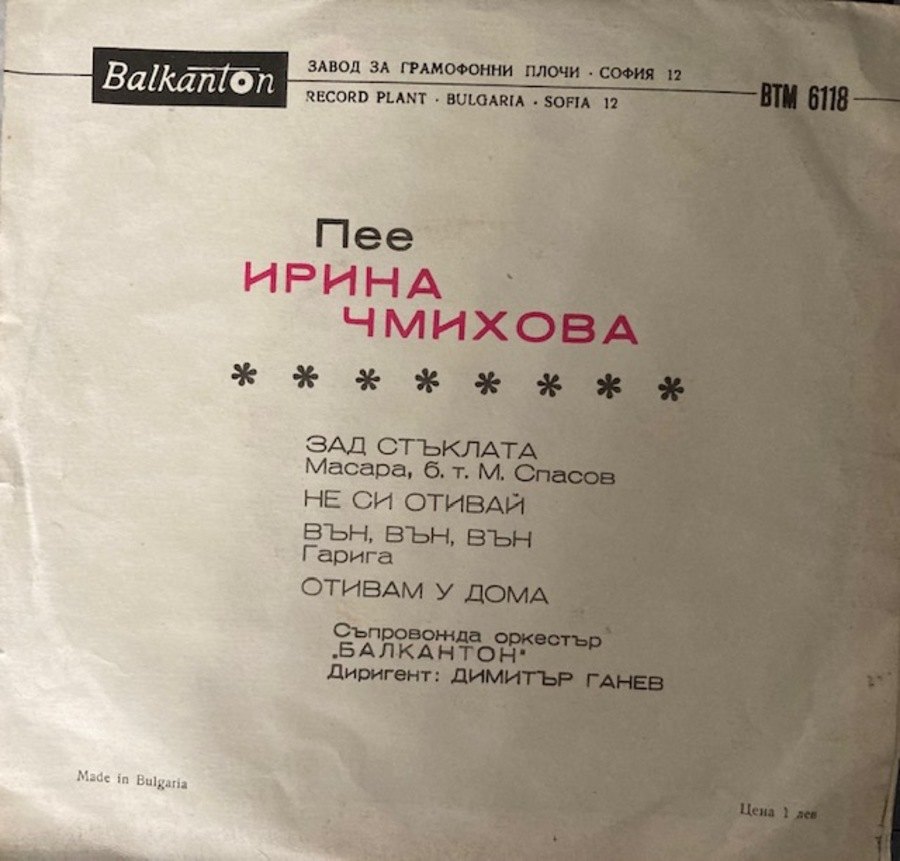 Balkanton
ЗАВОД ЗА ГРАМОФОННИ ПЛОЧИ · СОФИЯ 12
RECORD PLANT · BULGARIA · SOFIA 12
ВТМ 6118
Пее
ИРИНА
ЧМИХОВА
* * * * * * * *
ЗАД СТЪКЛАТА
Масара, б. т. М. Спасов
НЕ СИ ОТИВАЙ
ВЪН, ВЪН, ВЪН
Гарига
ОТИВАМ У ДОМА
Съпровожда оркестър
„БАЛКАНТОН"
Диригент: ДИМИТЪР ГАНЕВ
Made in Bulgaria
Цена 1 лев